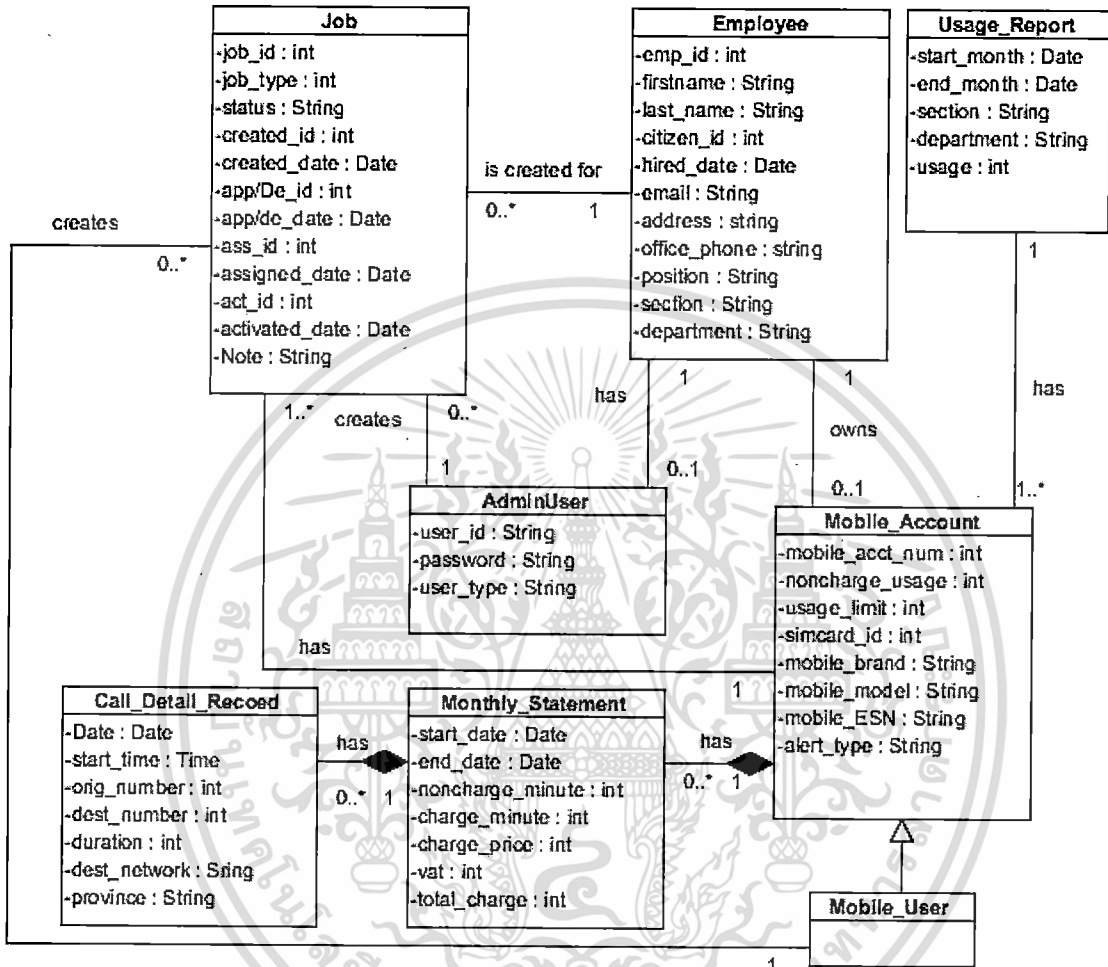 Job
-job_id : int
-job_type : int
-status : String
-created_id : int
-created_date : Date
-app/De_id : int
-app/de_date : Date
-ass_id : int
-assigned_date : Date
-act_id : int
-activated_date : Date
-Note : String
Employee
-emp_id : int
-firstname : String
-last_name : String
-citizen_id : int
-hired_date : Date
-email : String
-address : string
-office_phone : string
-position : String
-section : String
-department : String
Usage_Report
-start_month : Date
-end_month : Date
-section : String
-department : String
-usage : int
is created for
0..*
1
creates
0..*
1
has
1..*
1..*
creates
0..*
1
has
1
0..1
1
owns
0..1
AdminUser
-user_id : String
-password : String
-user_type : String
Mobile_Account
-mobile_acct_num : int
-noncharge_usage : int
-usage_limit : int
-simcard_id : int
-mobile_brand : String
-mobile_model : String
-mobile_ESN : String
-alert_type : String
has
1
Call_Detail_Recoed
-Date : Date
-start_time : Time
-orig_number : int
-dest_number : int
-duration : int
-dest_network : Sring
-province : String
has
0..*
1
Monthly_Statement
-start_date : Date
-end_date : Date
-noncharge_minute : int
-charge_minute : int
-charge_price : int
-vat : int
-total_charge : int
has
0..*
1
Mobile_User
1